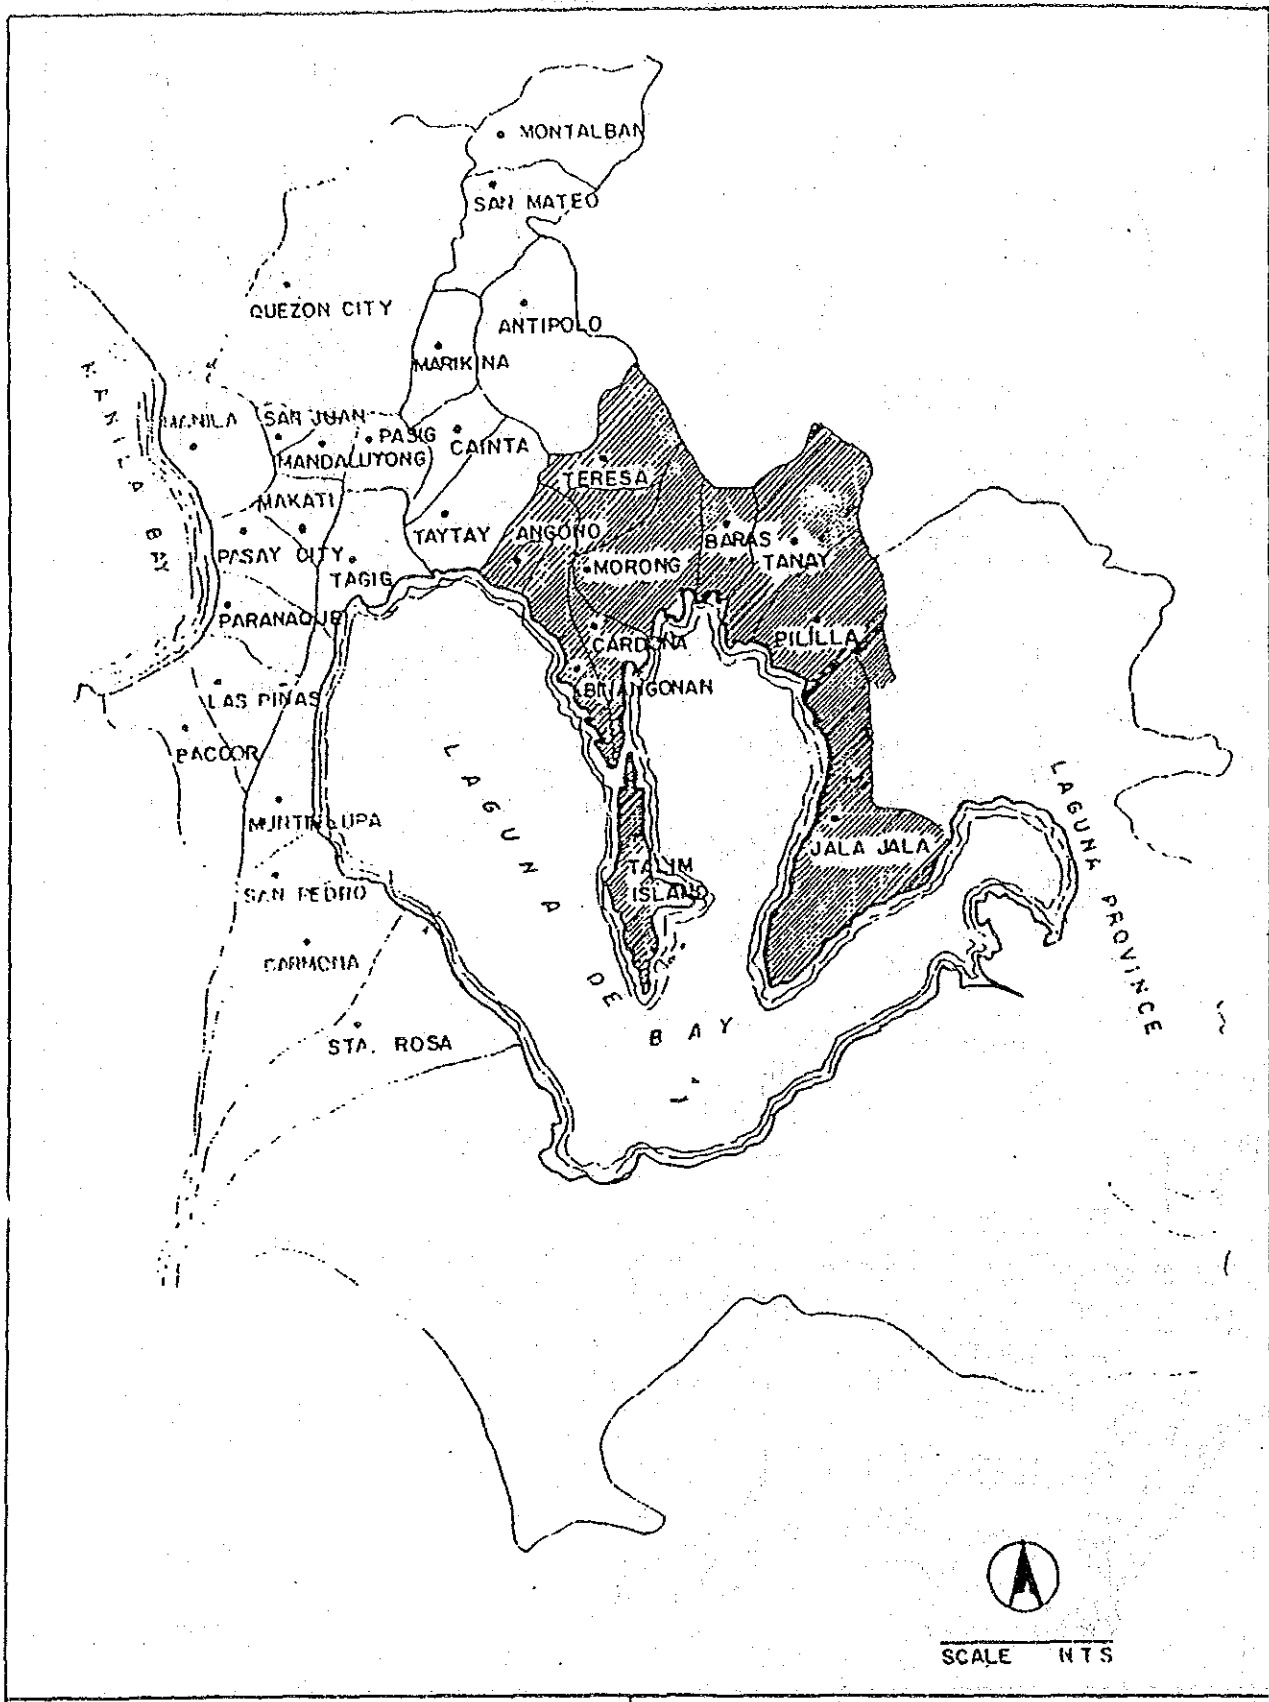 MONTALBAN
SAN MATEO
QUEZON CITY
ANTIPOLO
MARIKINA
MANILA BAY
MANILA
SAN JUAN
PASIG
CAINTA
MANDALUYONG
TERESA
MAKATI
TAYTAY
ANGONO
BARAS
PASAY CITY
MORONG
TANAY
TAGIG
PARANAQUE
CARDONA
PILILLA
LAS PINAS
BINANGONAN
BACOOR
LAGUNA DE BAY
LAGUNA PROVINCE
MUNTINLUPA
JALA JALA
SAN PEDRO
TALIM
ISLAND
CARMONA
STA. ROSA
SCALE NTS